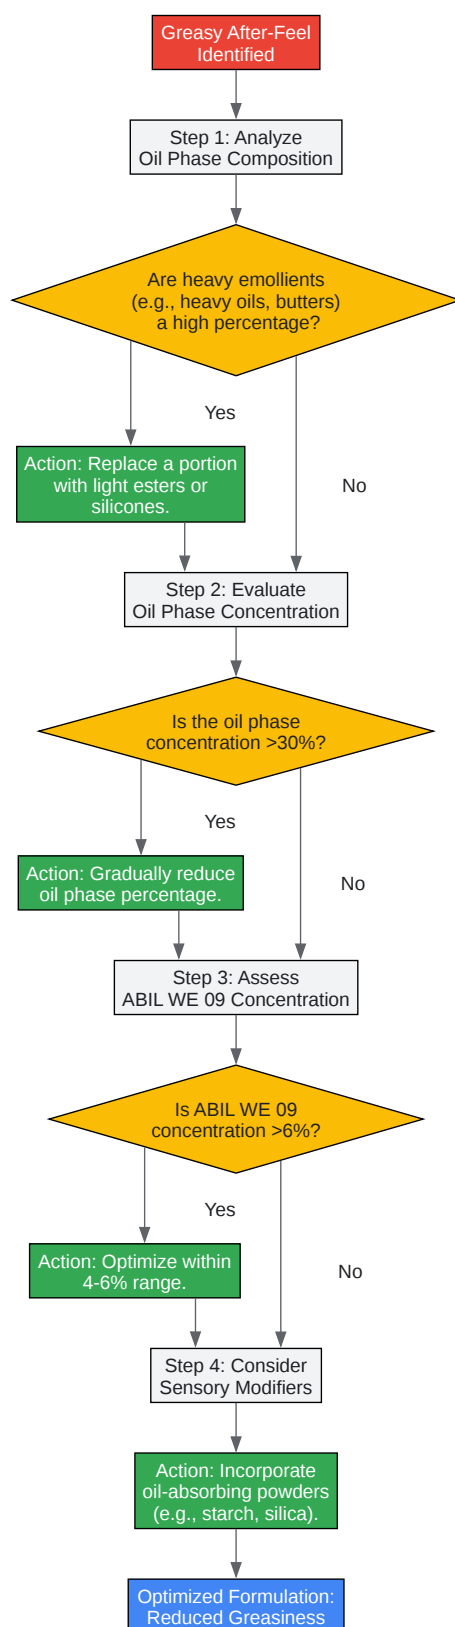 Greasy After-Feel
Identified
Step 1: Analyze
Oil Phase Composition
Are heavy emollients
(e.g., heavy oils, butters)
a high percentage?
Yes
Action: Replace a portion
with light esters or
silicones.
No
Step 2: Evaluate
Oil Phase Concentration
Is the oil phase
concentration >30%?
Yes
Action: Gradually reduce
oil phase percentage.
No
Step 3: Assess
ABIL WE 09 Concentration
Is ABIL WE 09
concentration >6%?
Yes
Action: Optimize within
4-6% range.
No
Step 4: Consider
Sensory Modifiers
Action: Incorporate
oil-absorbing powders
(e.g., starch, silica).
Optimized Formulation:
Reduced Greasiness